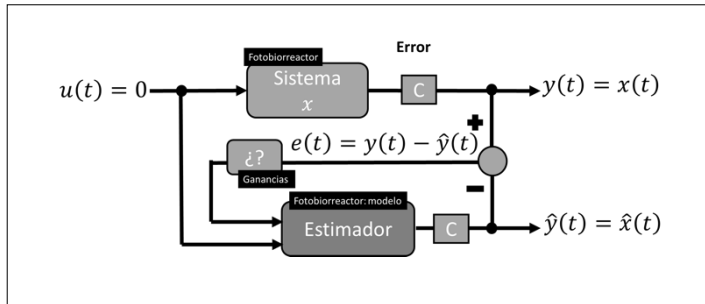 Error
Fotobiorreactor
Sistema
x
C
u(t) = 0
y(t) = x(t)
+
e(t) = y(t) − ŷ(t)
¿?
Ganancias
−
Fotobiorreactor: modelo
Estimador
C
ŷ(t) = x̂(t)